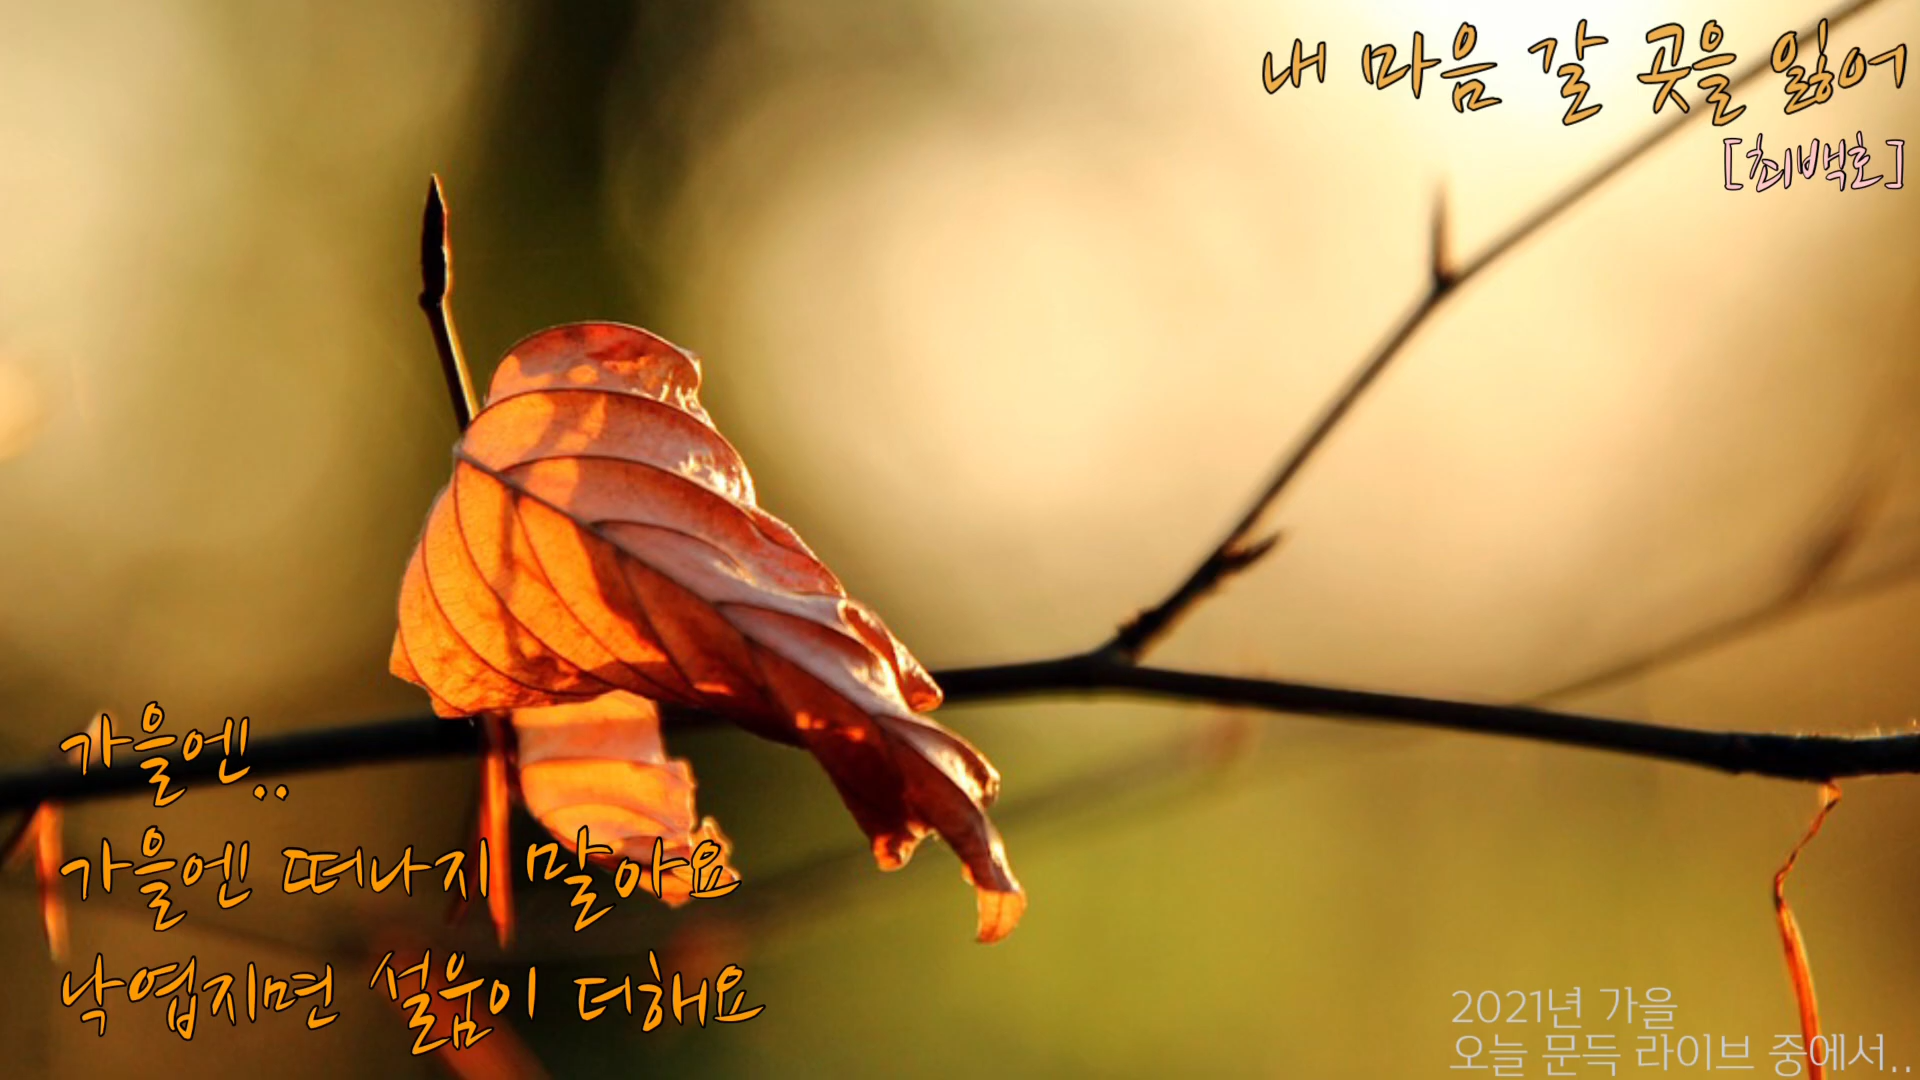 내 마음 갈 곳을 잃어
[최백호]
가을엔..
가을엔 떠나지 말아요
낙엽지면 설움이 더해요
2021년 가을
오늘 문득 라이브 중에서..